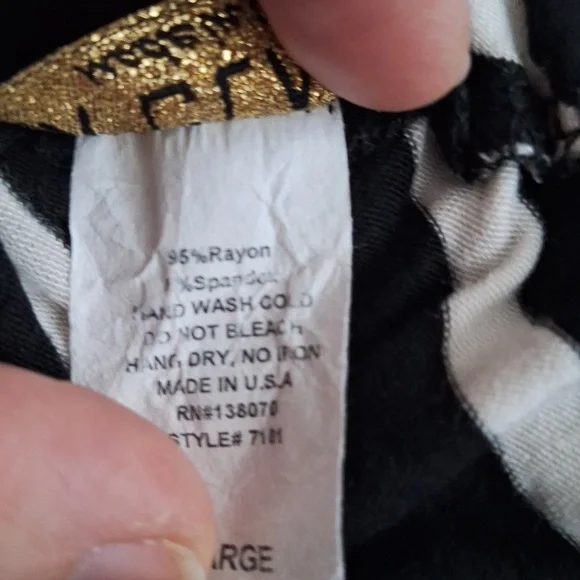 95%Rayon
%Spandex
HAND WASH COLD
DO NOT BLEACH
HANG DRY, NO IRON
MADE IN U.S.A
RN#138070
STYLE# 7181
ARGE